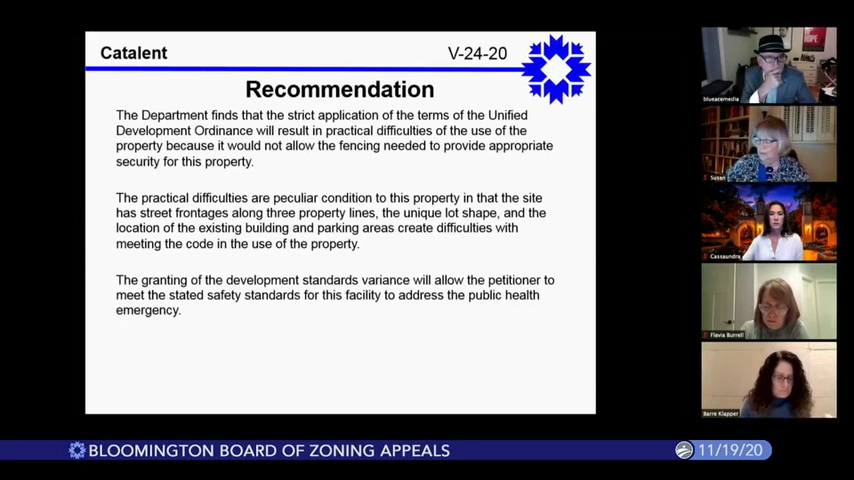 Catalent
V-24-20
Recommendation
The Department finds that the strict application of the terms of the Unified
Development Ordinance will result in practical difficulties of the use of the
property because it would not allow the fencing needed to provide appropriate
security for this property.
The practical difficulties are peculiar condition to this property in that the site
has street frontages along three property lines, the unique lot shape, and the
location of the existing building and parking areas create difficulties with
meeting the code in the use of the property.
The granting of the development standards variance will allow the petitioner to
meet the stated safety standards for this facility to address the public health
emergency.
HOPE
blueacemedia
Susan
Cassaundra
Flavia Burrell
Barre Klapper
BLOOMINGTON BOARD OF ZONING APPEALS
11/19/20